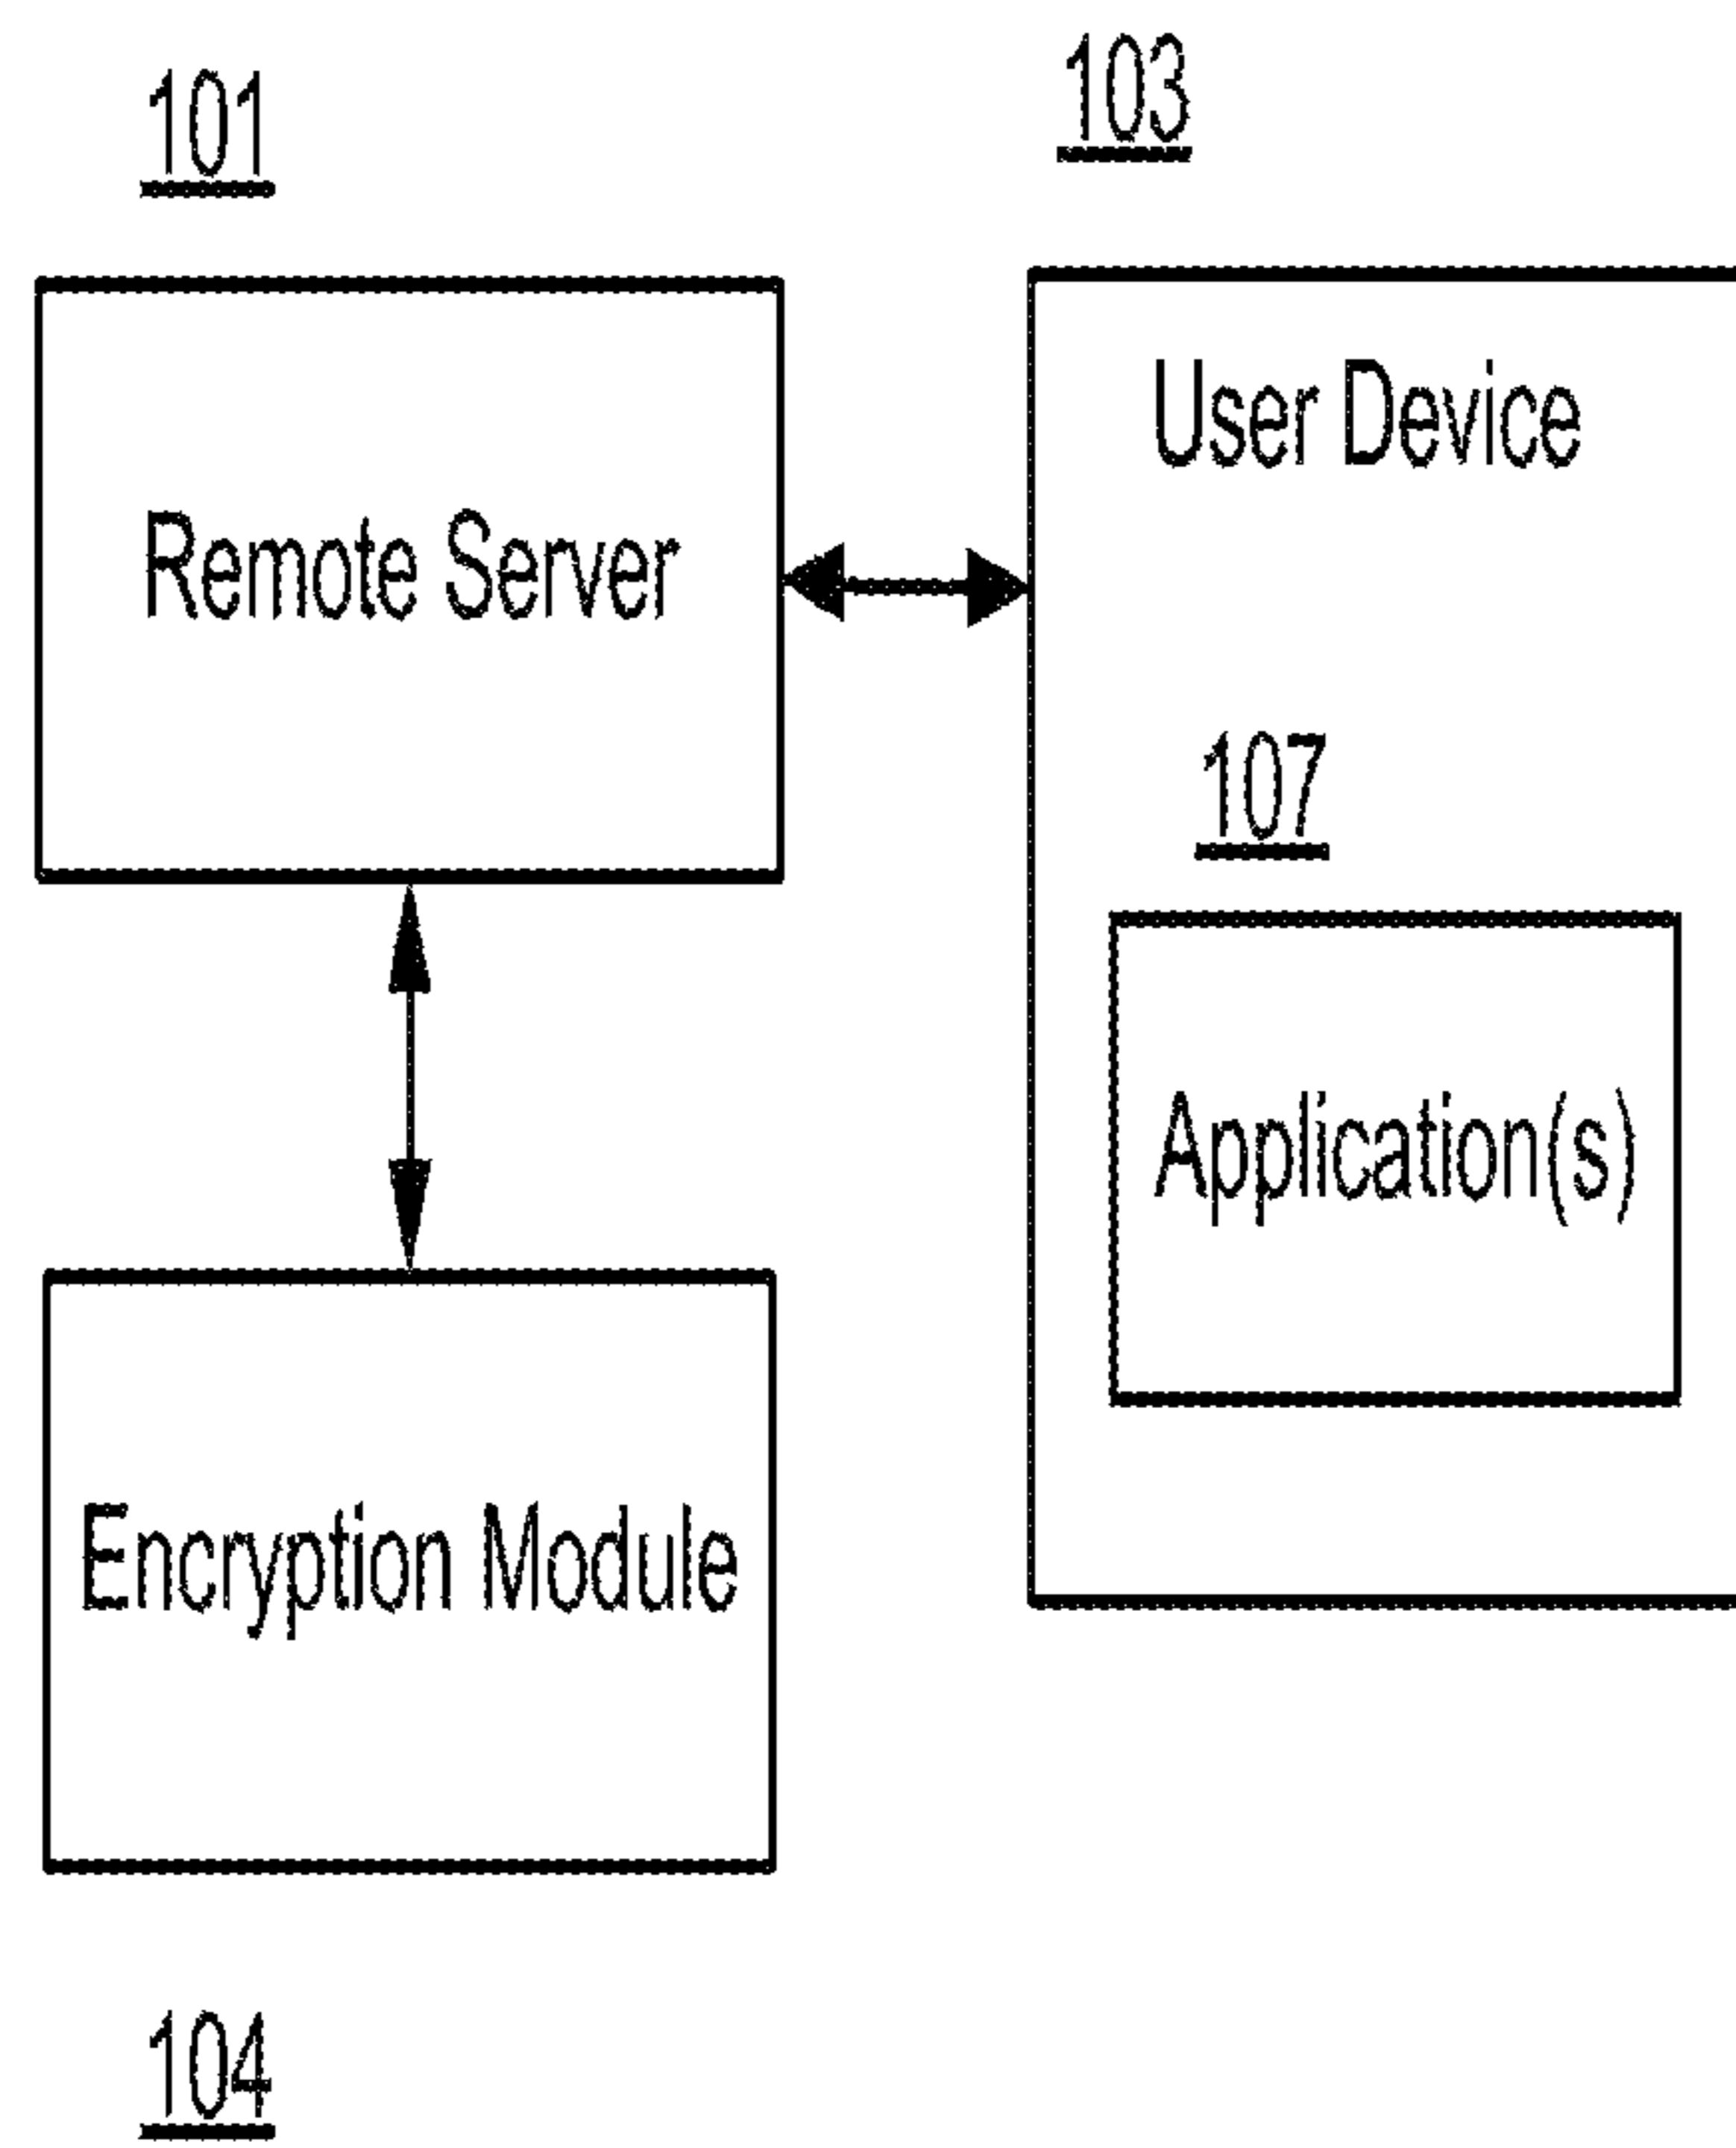 101
103
Remote Server
User Device
107
Application(s)
Encryption Module
104